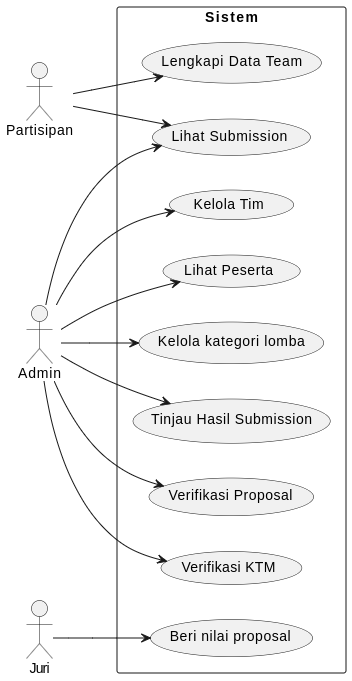 Sistem
Lengkapi Data Team
Partisipan
Lihat Submission
Kelola Tim
Lihat Peserta
Kelola kategori lomba
Admin
Tinjau Hasil Submission
Verifikasi Proposal
Verifikasi KTM
Beri nilai proposal
Juri